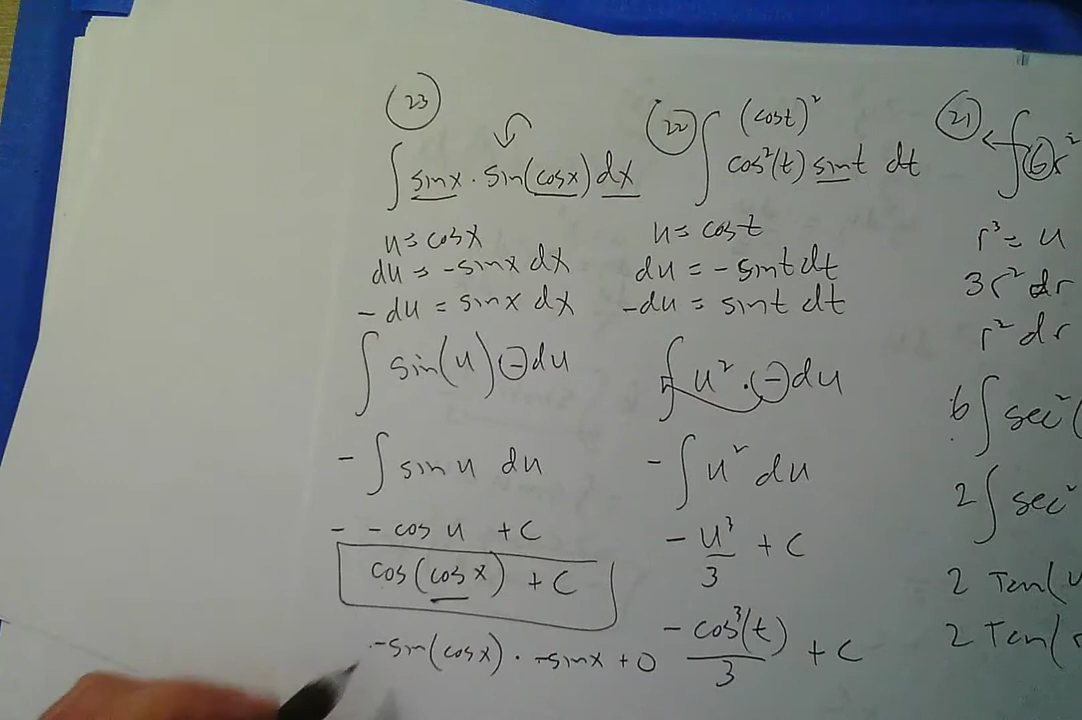 (23)
∫ sinx · sin(cosx) dx
u = cosx
du = -sinx dx
-du = sinx dx
∫ sin(u) (-)du
- ∫ sin u du
- - cos u + C
cos(cosx) + C
-sin(cosx) · -sinx + 0
(22)
(cost)²
∫ cos²(t) sint dt
u = cost
du = - sint dt
-du = sint dt
∫ u² · (-)du
- ∫ u² du
- u³/3 + C
- cos³(t)/3 + C
(21)
∫ 6r²
r³ = u
3r² dr
r² dr
6 ∫ sec²(
2 ∫ sec²
2 Tan(u
2 Tan(r